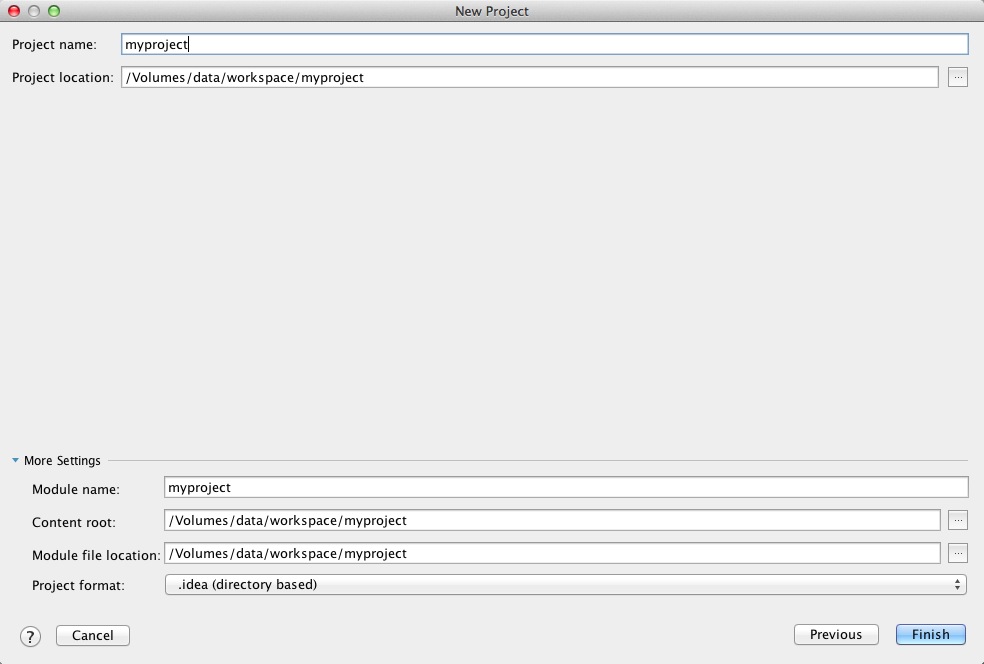 New Project
Project name: myproject
Project location: /Volumes/data/workspace/myproject ...
More Settings
Module name: myproject
Content root: /Volumes/data/workspace/myproject ...
Module file location: /Volumes/data/workspace/myproject ...
Project format: .idea (directory based)
? Cancel Previous Finish